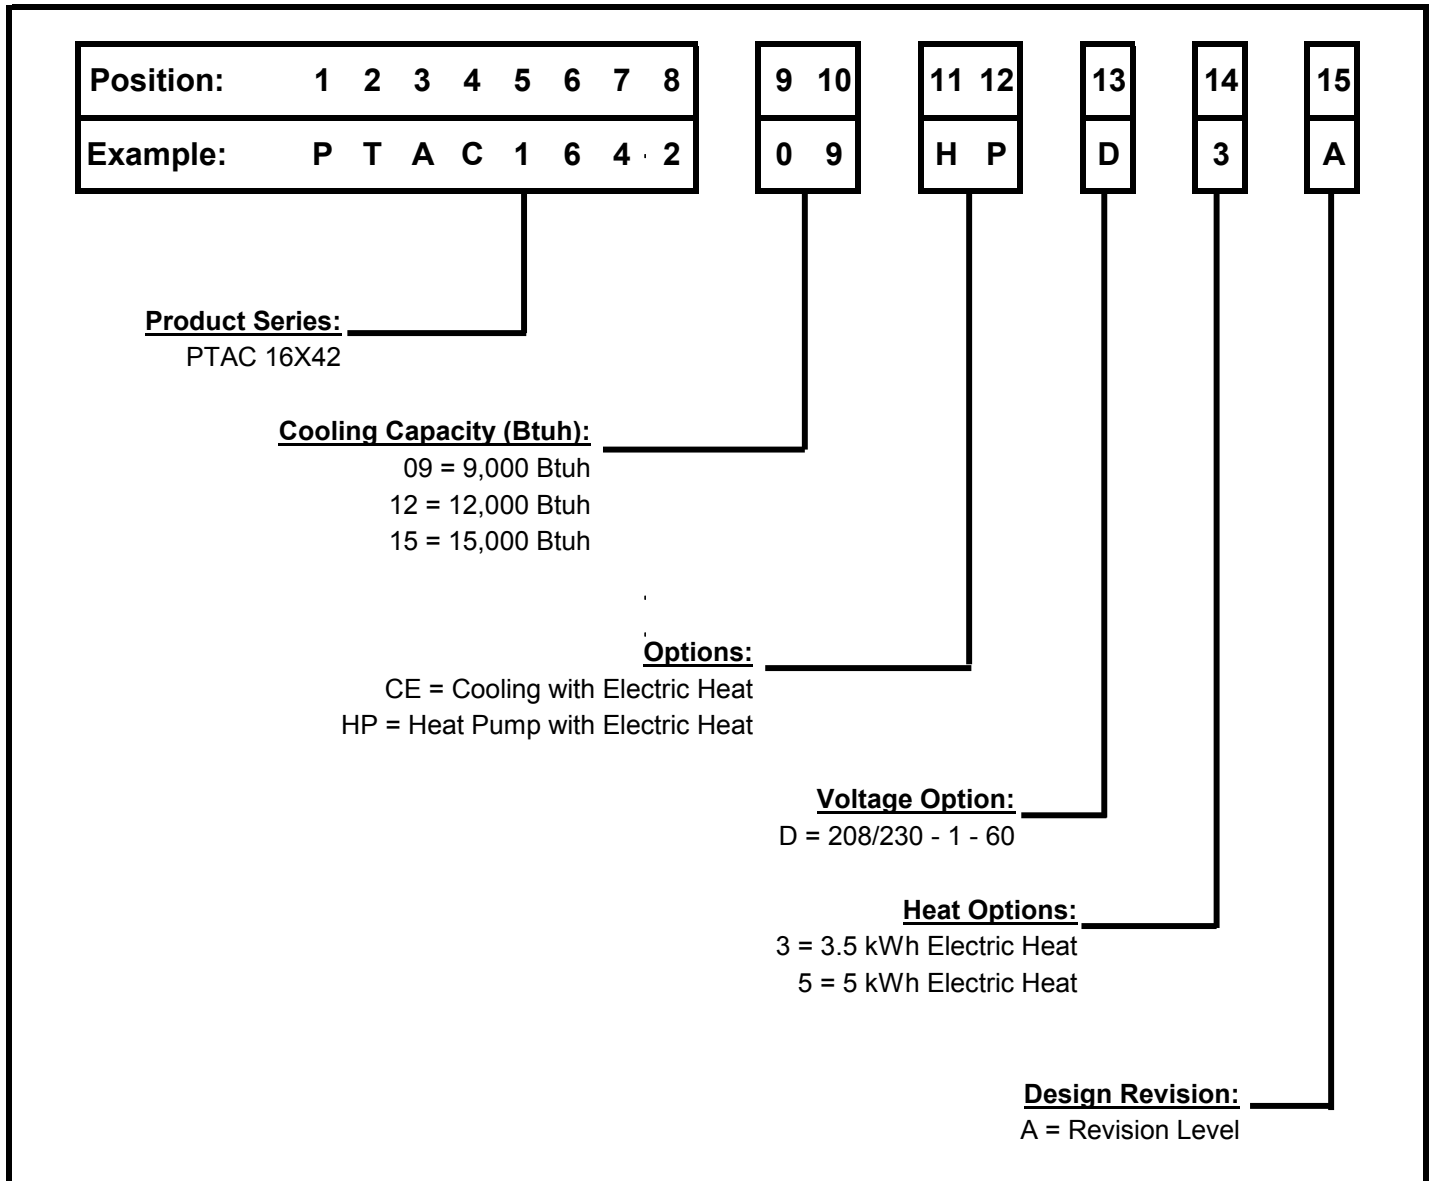 Position: 1 2 3 4 5 6 7 8 9 10 11 12 13 14 15
Example: P T A C 1 6 4 2 0 9 H P D 3 A
Product Series:
PTAC 16X42
Cooling Capacity (Btuh):
09 = 9,000 Btuh
12 = 12,000 Btuh
15 = 15,000 Btuh
Options:
CE = Cooling with Electric Heat
HP = Heat Pump with Electric Heat
Voltage Option:
D = 208/230 - 1 - 60
Heat Options:
3 = 3.5 kWh Electric Heat
5 = 5 kWh Electric Heat
Design Revision:
A = Revision Level